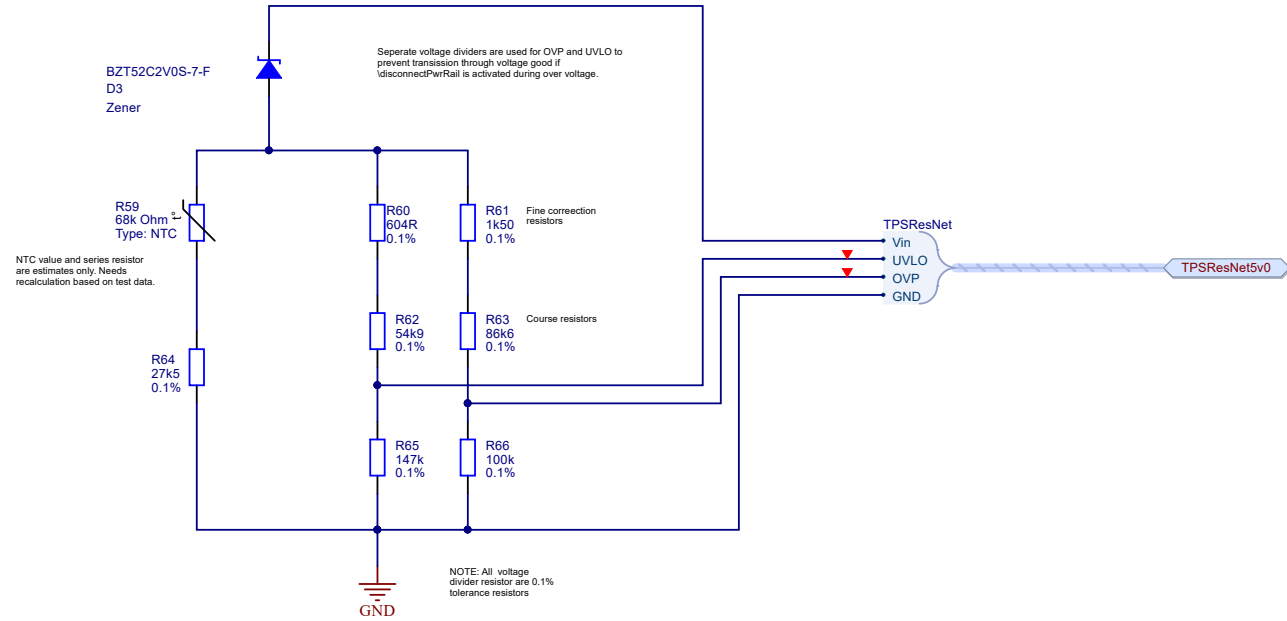 Seperate voltage dividers are used for OVP and UVLO to
prevent transission through voltage good if
\disconnectPwrRail is activated during over voltage.
BZT52C2V0S-7-F
D3
Zener
R59
68k Ohm
Type: NTC
t°
R60
604R
0.1%
R61
1k50
0.1%
Fine correection
resistors
TPSResNet
Vin
UVLO
OVP
GND
TPSResNet5v0
NTC value and series resistor
are estimates only. Needs
recalculation based on test data.
R62
54k9
0.1%
R63
86k6
0.1%
Course resistors
R64
27k5
0.1%
R65
147k
0.1%
R66
100k
0.1%
NOTE: All voltage
divider resistor are 0.1%
tolerance resistors
GND